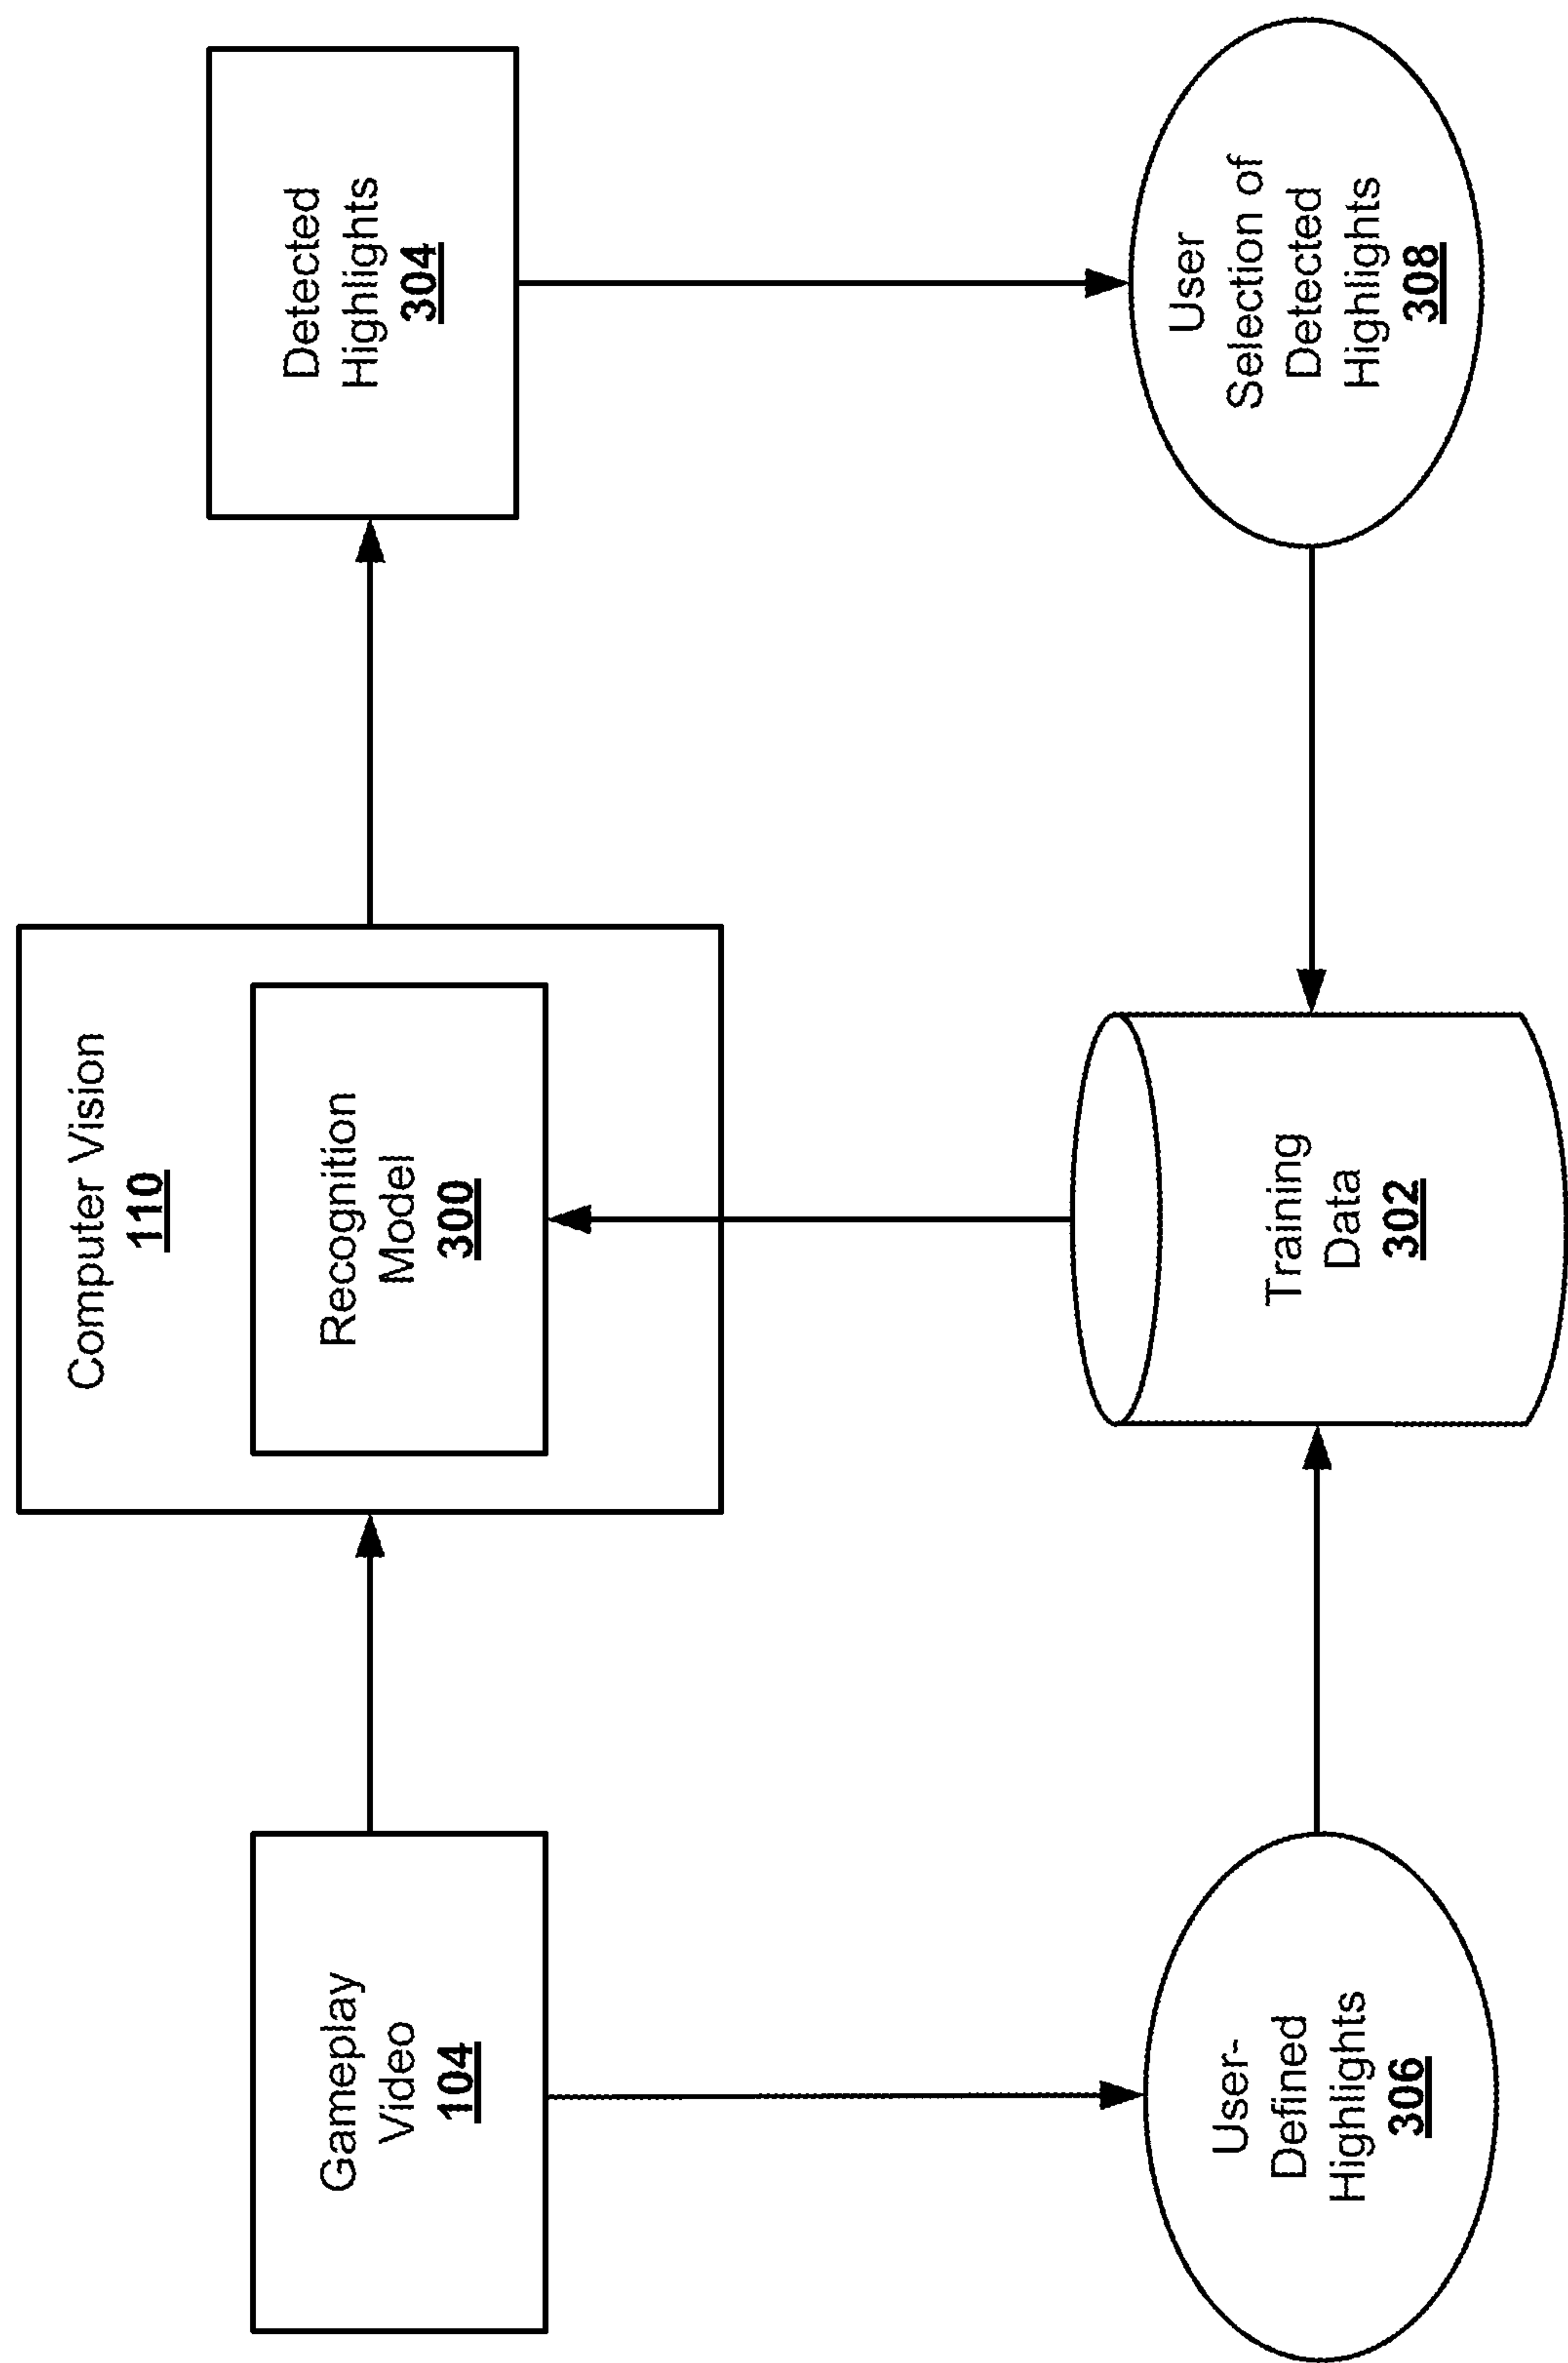 Gameplay
Video
104
Computer Vision
110
Recognition
Model
300
Detected
Highlights
304
User-
Defined
Highlights
306
Training
Data
302
User
Selection of
Detected
Highlights
308